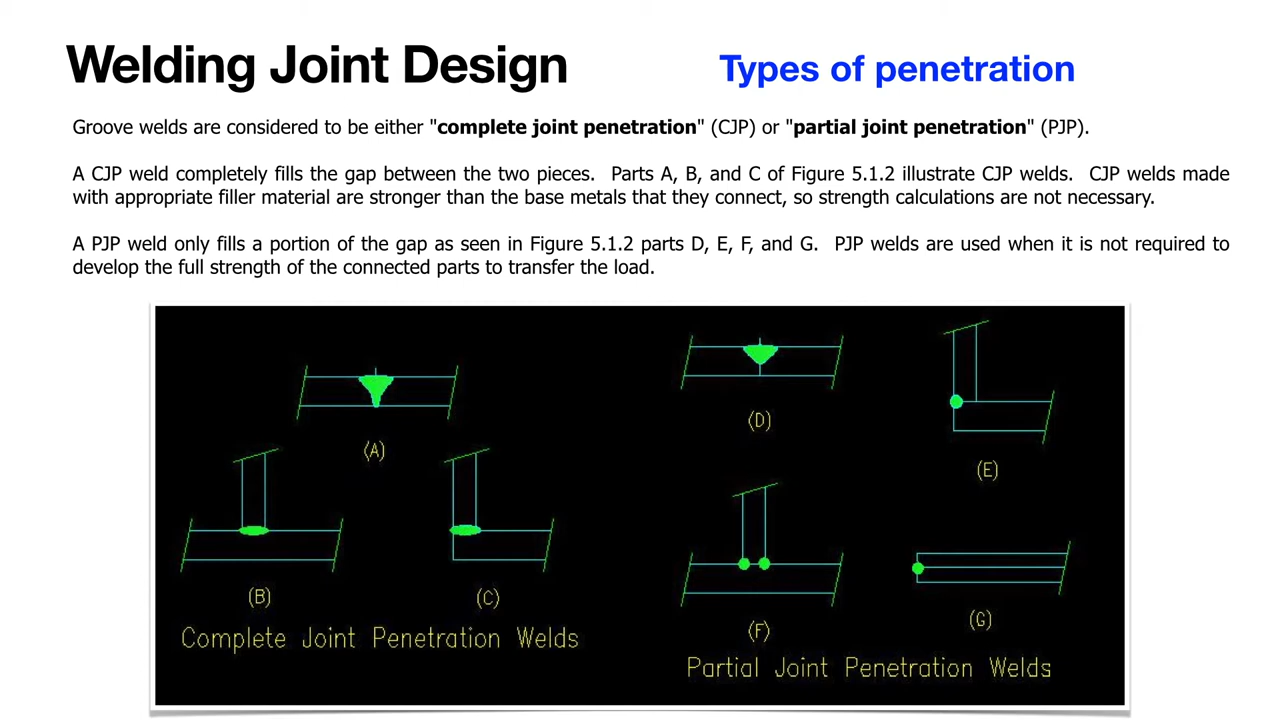 Welding Joint Design
Types of penetration
Groove welds are considered to be either "complete joint penetration" (CJP) or "partial joint penetration" (PJP).
A CJP weld completely fills the gap between the two pieces. Parts A, B, and C of Figure 5.1.2 illustrate CJP welds. CJP welds made
with appropriate filler material are stronger than the base metals that they connect, so strength calculations are not necessary.
A PJP weld only fills a portion of the gap as seen in Figure 5.1.2 parts D, E, F, and G. PJP welds are used when it is not required to
develop the full strength of the connected parts to transfer the load.
(A)
(B)
(C)
Complete Joint Penetration Welds
(D)
(E)
(F)
(G)
Partial Joint Penetration Welds